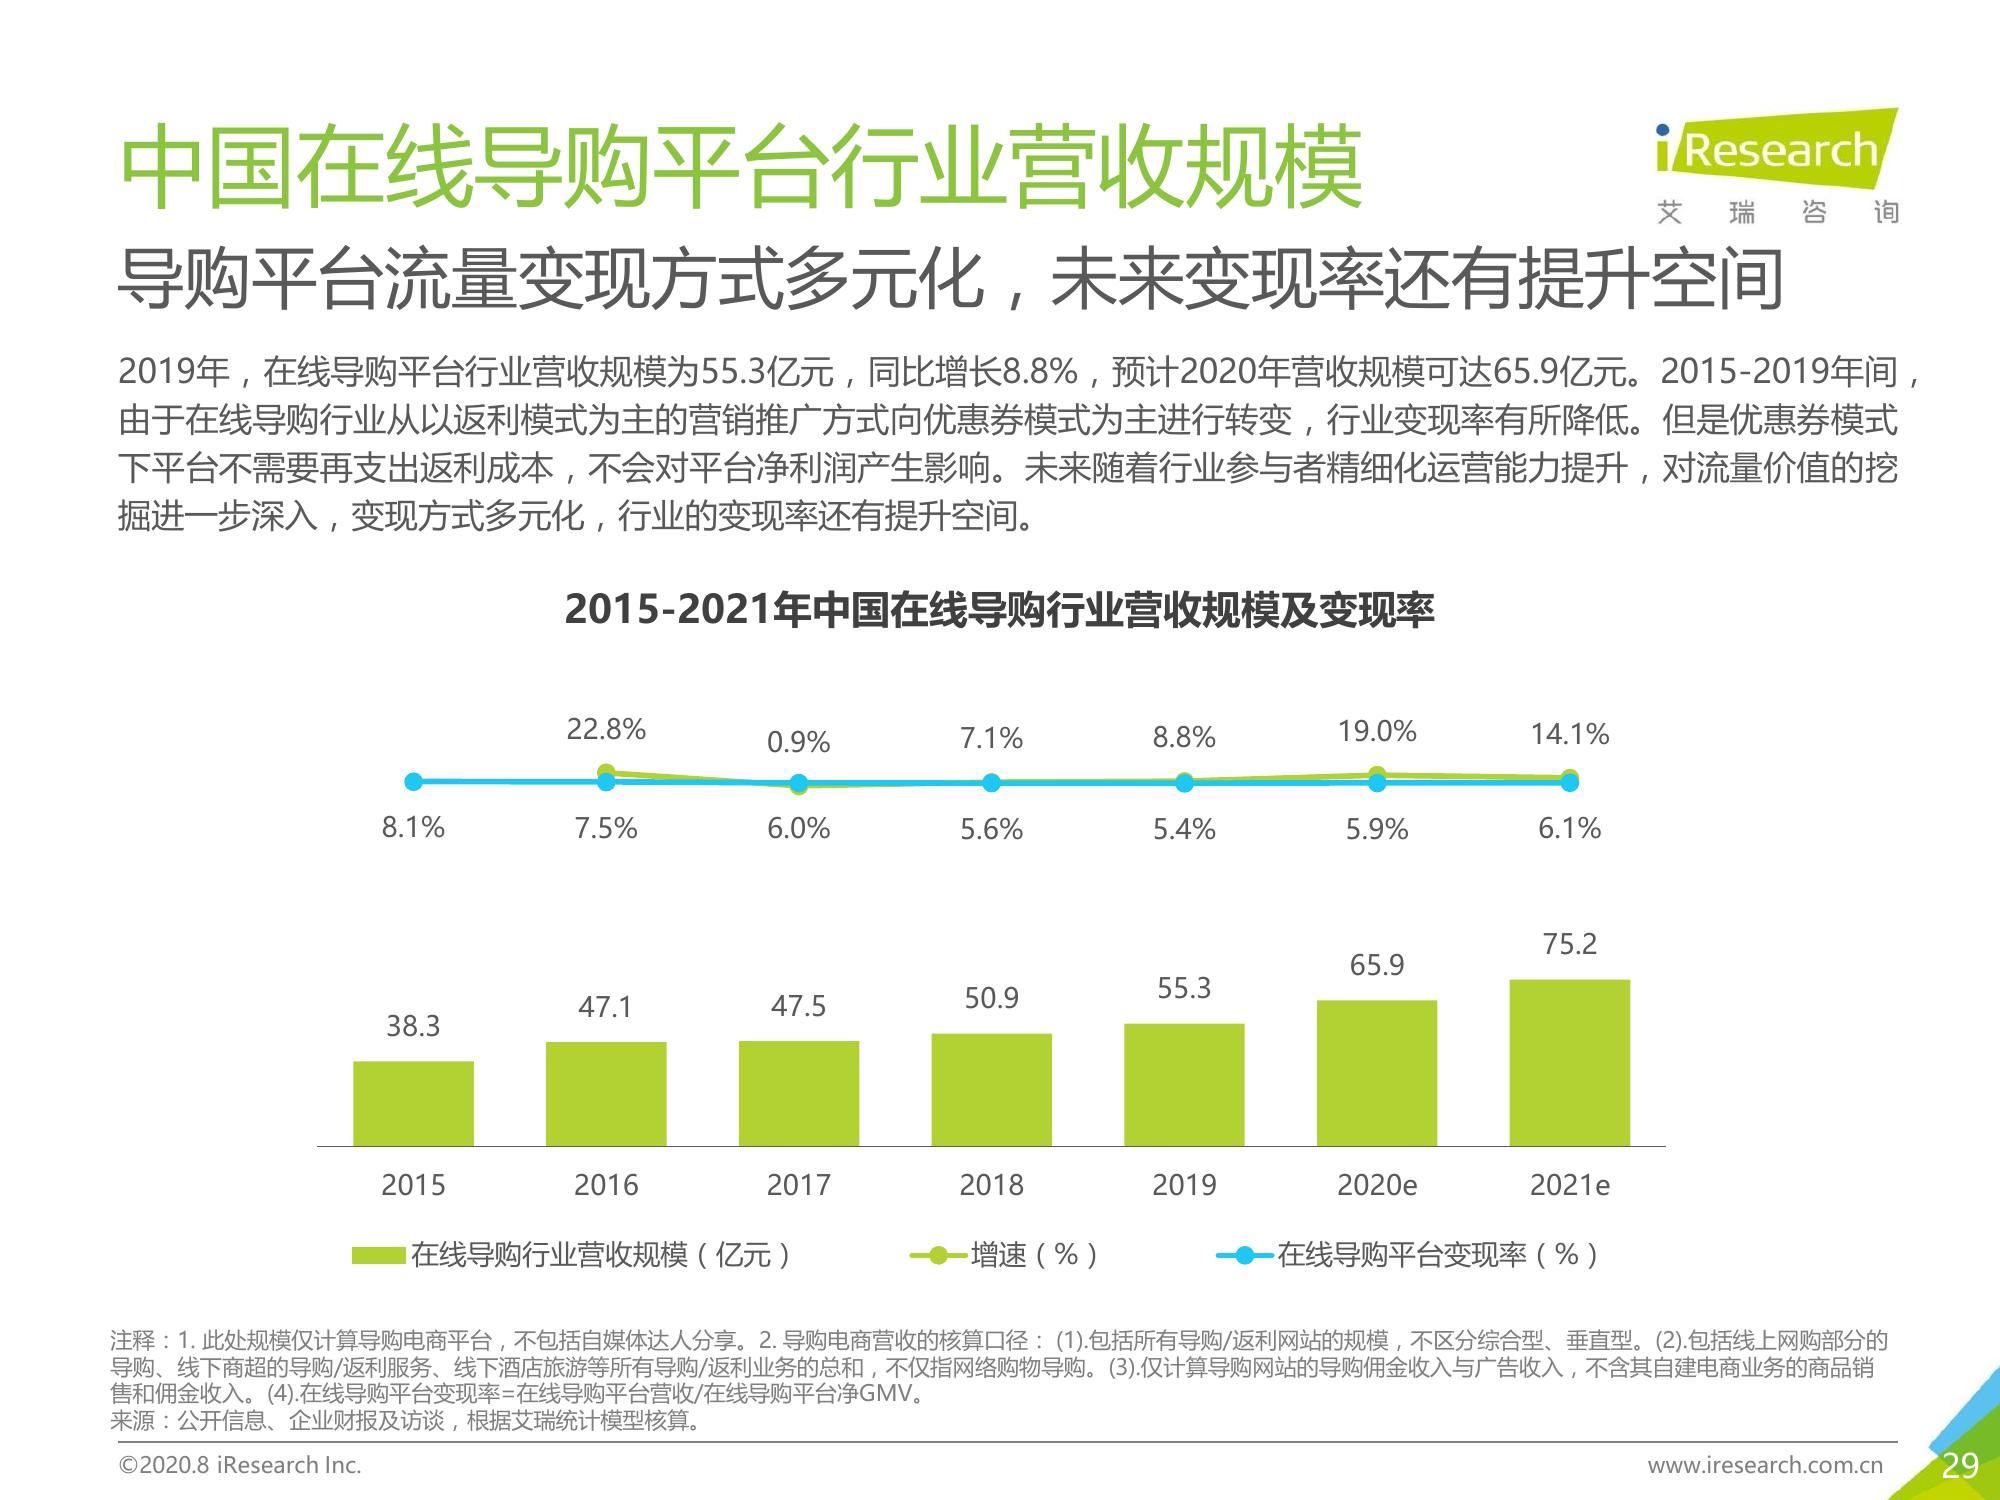 中国在线导购平台行业营收规模
iResearch
艾瑞咨询
导购平台流量变现方式多元化，未来变现率还有提升空间
2019年，在线导购平台行业营收规模为55.3亿元，同比增长8.8%，预计2020年营收规模可达65.9亿元。2015-2019年间，
由于在线导购行业从以返利模式为主的营销推广方式向优惠券模式为主进行转变，行业变现率有所降低。但是优惠券模式
下平台不需要再支出返利成本，不会对平台净利润产生影响。未来随着行业参与者精细化运营能力提升，对流量价值的挖
掘进一步深入，变现方式多元化，行业的变现率还有提升空间。
2015-2021年中国在线导购行业营收规模及变现率
22.8% 0.9% 7.1% 8.8% 19.0% 14.1%
8.1% 7.5% 6.0% 5.6% 5.4% 5.9% 6.1%
38.3 47.1 47.5 50.9 55.3 65.9 75.2
2015 2016 2017 2018 2019 2020e 2021e
在线导购行业营收规模（亿元） 增速（%） 在线导购平台变现率（%）
注释：1. 此处规模仅计算导购电商平台，不包括自媒体达人分享。2. 导购电商营收的核算口径：(1).包括所有导购/返利网站的规模，不区分综合型、垂直型。(2).包括线上网购部分的
导购、线下商超的导购/返利服务、线下酒店旅游等所有导购/返利业务的总和，不仅指网络购物导购。(3).仅计算导购网站的导购佣金收入与广告收入，不含其自建电商业务的商品销
售和佣金收入。(4).在线导购平台变现率=在线导购平台营收/在线导购平台净GMV。
来源：公开信息、企业财报及访谈，根据艾瑞统计模型核算。
©2020.8 iResearch Inc. www.iresearch.com.cn 29